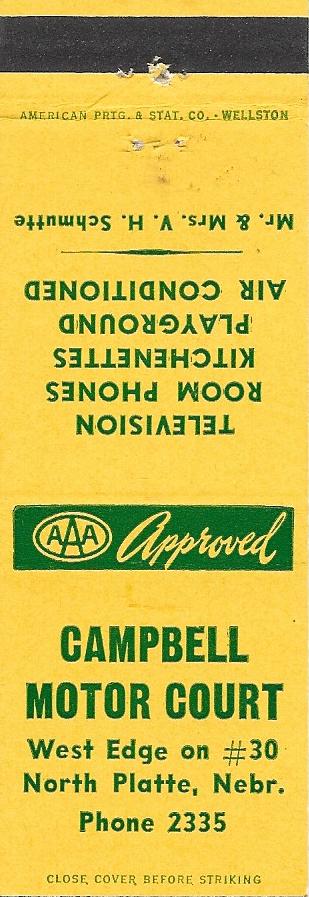 AMERICAN PRTG. & STAT. CO. - WELLSTON
TELEVISION
ROOM PHONES
KITCHENETTES
PLAYGROUND
AIR CONDITIONED
Mr. & Mrs. V. H. Schmutte
AAA Approved
CAMPBELL
MOTOR COURT
West Edge on #30
North Platte, Nebr.
Phone 2335
CLOSE COVER BEFORE STRIKING